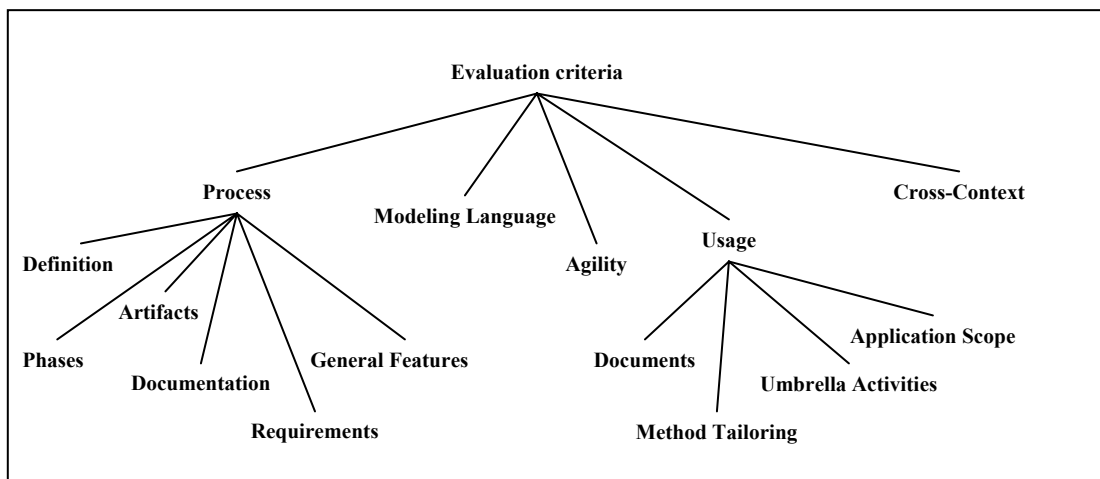 Evaluation criteria
Process
Cross-Context
Modeling Language
Usage
Definition
Agility
Artifacts
Phases
General Features
Documents
Application Scope
Documentation
Umbrella Activities
Requirements
Method Tailoring